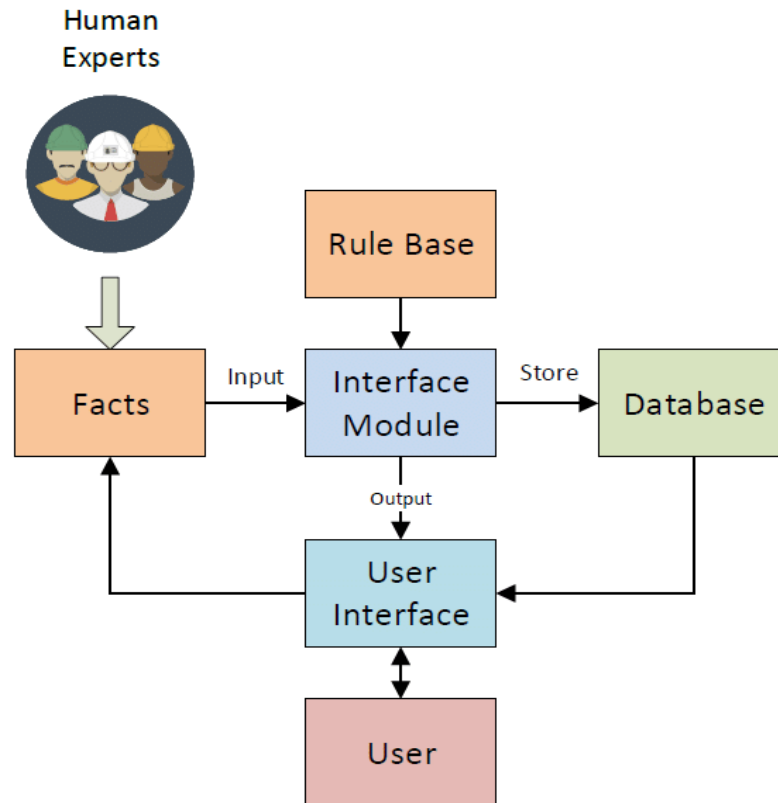 Human
Experts
Rule Base
Facts
Input
Interface
Module
Store
Database
Output
User
Interface
User